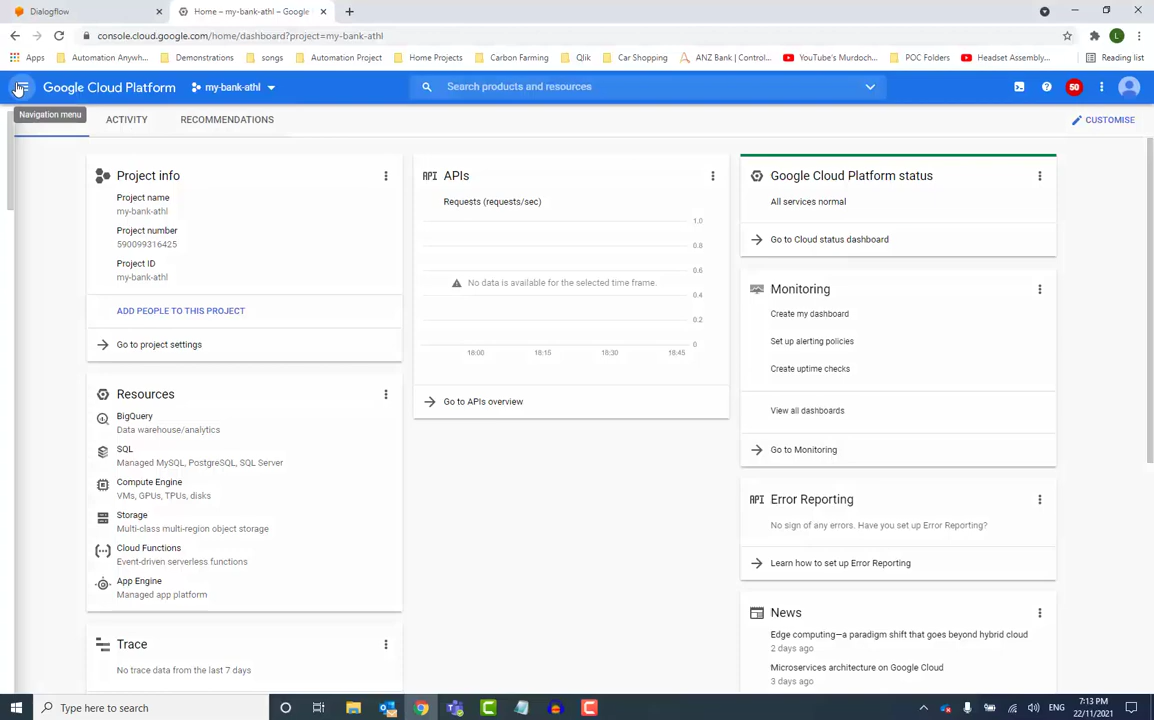 Dialogflow
Home – my-bank-athl – Google
console.cloud.google.com/home/dashboard?project=my-bank-athl
Apps
Automation Anywh...
Demonstrations
songs
Automation Project
Home Projects
Carbon Farming
Qlik
Car Shopping
ANZ Bank | Control...
YouTube's Murdoch...
POC Folders
Headset Assembly...
Reading list
L
Google Cloud Platform
my-bank-athl
Search products and resources
50
Navigation menu
ACTIVITY
RECOMMENDATIONS
CUSTOMISE
Project info
Project name
my-bank-athl
Project number
590099316425
Project ID
my-bank-athl
ADD PEOPLE TO THIS PROJECT
Go to project settings
Resources
BigQuery
Data warehouse/analytics
SQL
Managed MySQL, PostgreSQL, SQL Server
Compute Engine
VMs, GPUs, TPUs, disks
Storage
Multi-class multi-region object storage
Cloud Functions
Event-driven serverless functions
App Engine
Managed app platform
Trace
No trace data from the last 7 days
API APIs
Requests (requests/sec)
1.0
0.8
0.6
0.4
0.2
0
No data is available for the selected time frame.
18:00
18:15
18:30
18:45
Go to APIs overview
Google Cloud Platform status
All services normal
Go to Cloud status dashboard
Monitoring
Create my dashboard
Set up alerting policies
Create uptime checks
View all dashboards
Go to Monitoring
API Error Reporting
No sign of any errors. Have you set up Error Reporting?
Learn how to set up Error Reporting
News
Edge computing—a paradigm shift that goes beyond hybrid cloud
2 days ago
Microservices architecture on Google Cloud
3 days ago
Type here to search
ENG
7:13 PM
22/11/2021